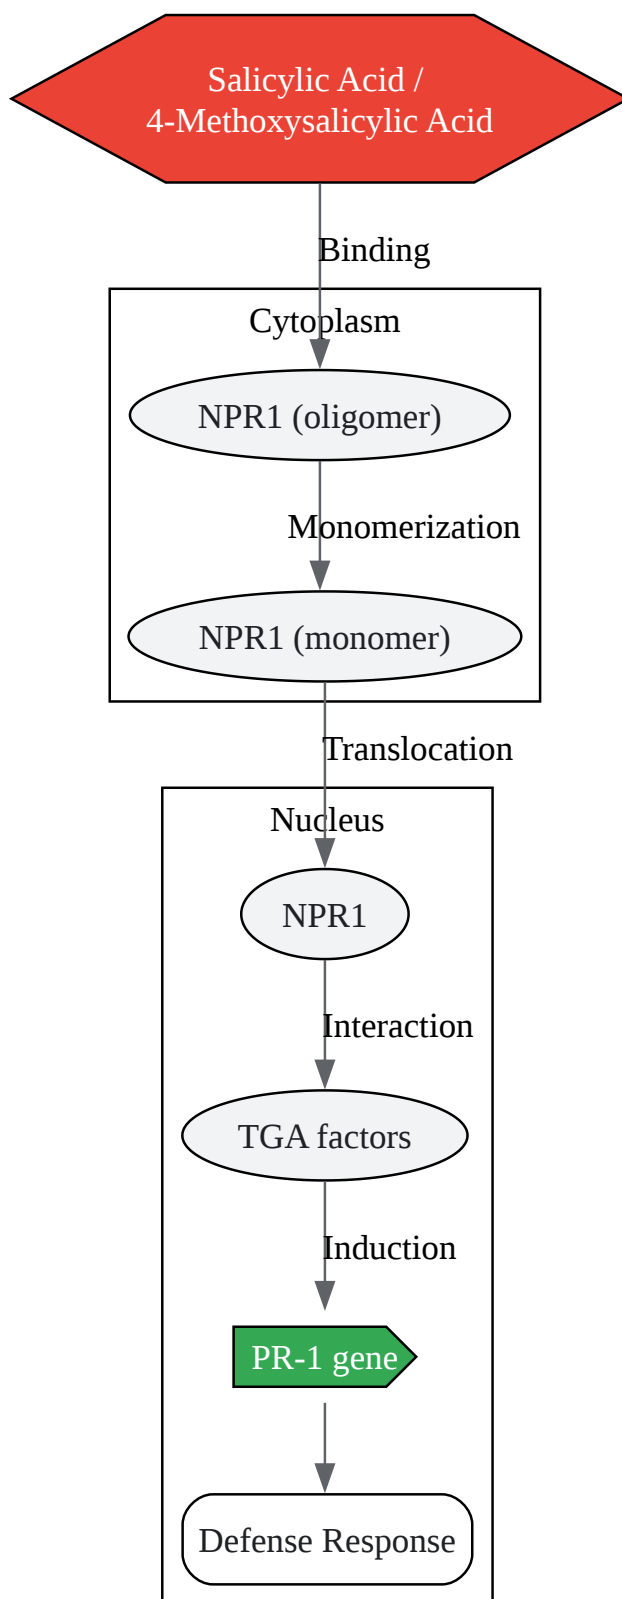 Salicylic Acid /
4-Methoxysalicylic Acid
Binding
Cytoplasm
NPR1 (oligomer)
Monomerization
NPR1 (monomer)
Translocation
Nucleus
NPR1
Interaction
TGA factors
Induction
PR-1 gene
Defense Response